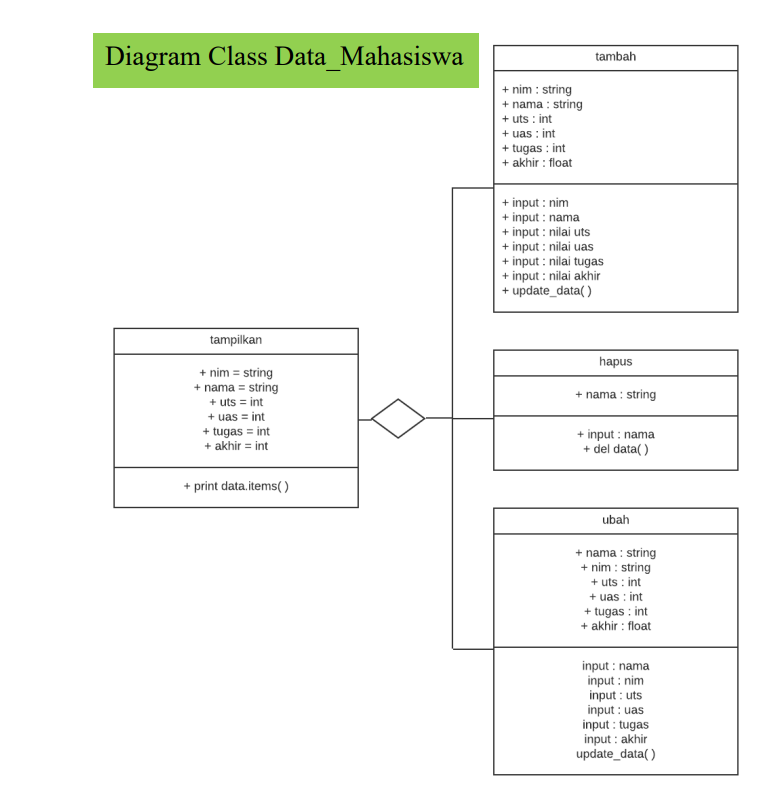 Diagram Class Data_Mahasiswa
tambah
+ nim : string
+ nama : string
+ uts : int
+ uas : int
+ tugas : int
+ akhir : float
+ input : nim
+ input : nama
+ input : nilai uts
+ input : nilai uas
+ input : nilai tugas
+ input : nilai akhir
+ update_data( )
tampilkan
+ nim = string
+ nama = string
+ uts = int
+ uas = int
+ tugas = int
+ akhir = int
+ print data.items( )
hapus
+ nama : string
+ input : nama
+ del data( )
ubah
+ nama : string
+ nim : string
+ uts : int
+ uas : int
+ tugas : int
+ akhir : float
input : nama
input : nim
input : uts
input : uas
input : tugas
input : akhir
update_data( )